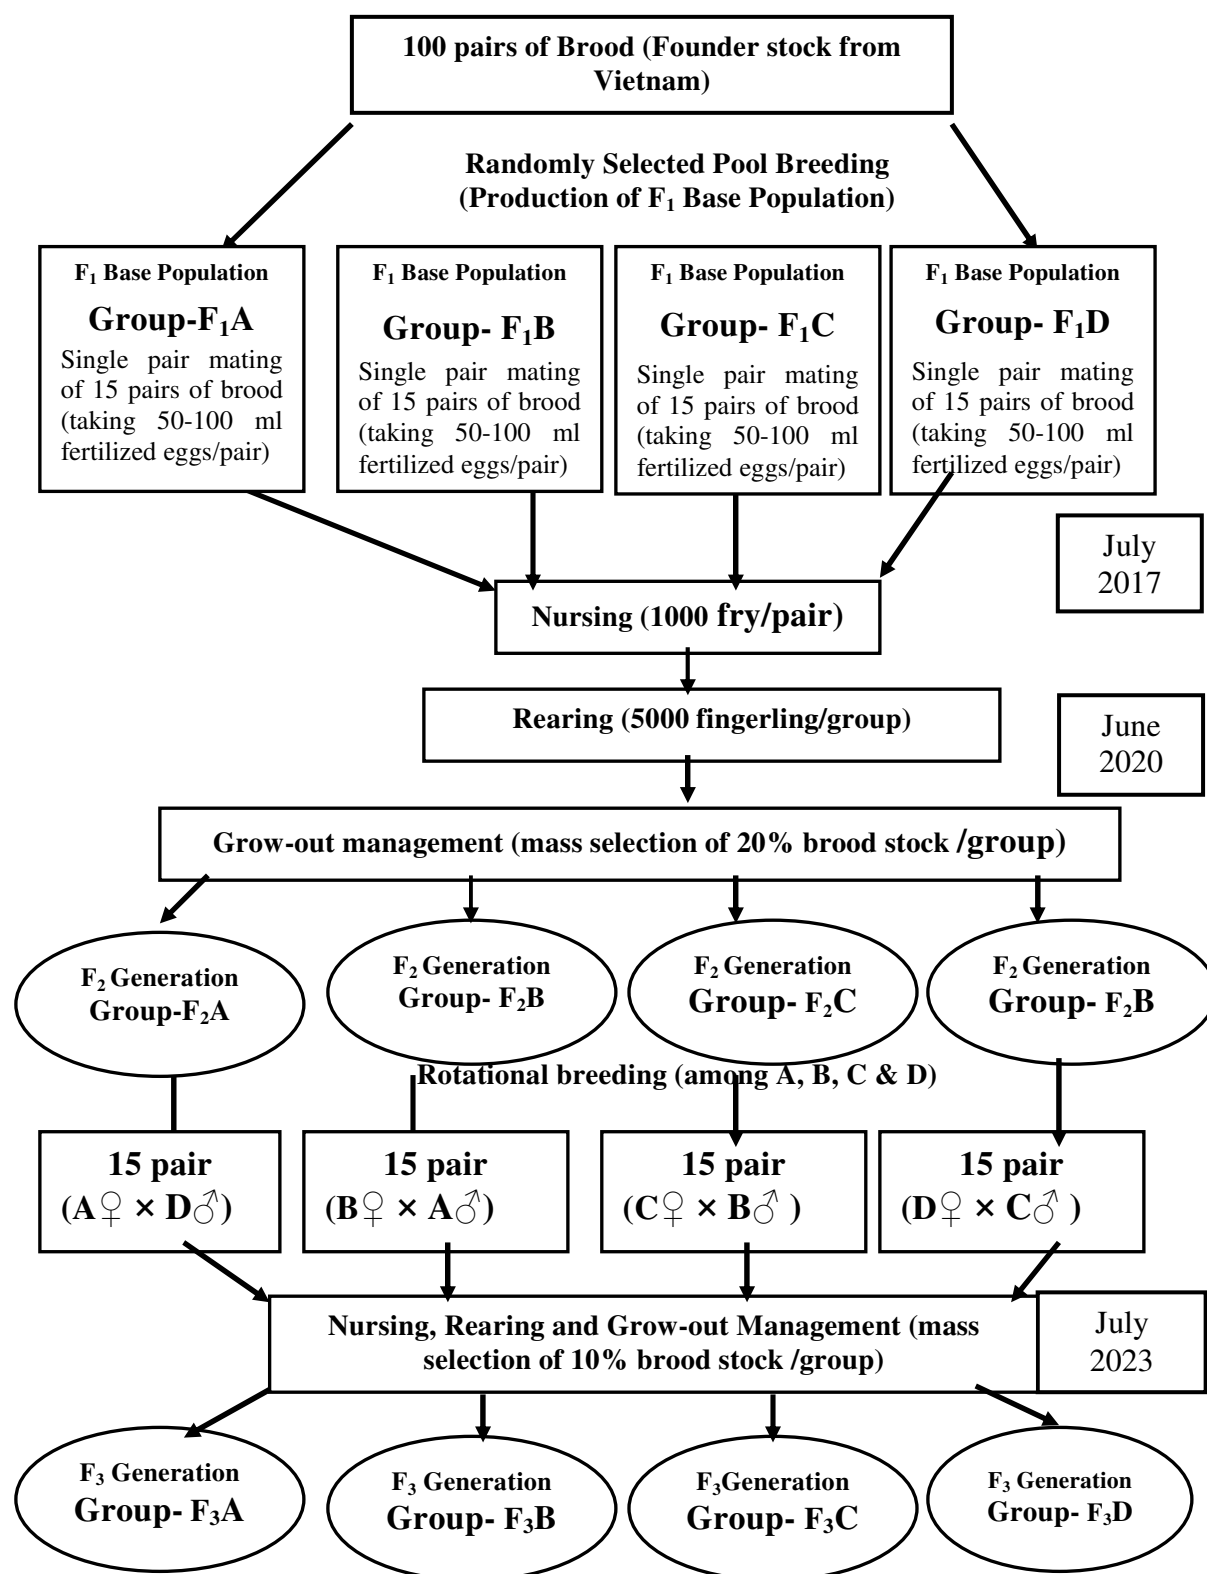 100 pairs of Brood (Founder stock from
Vietnam)
Randomly Selected Pool Breeding
(Production of F₁ Base Population)
F₁ Base Population
Group-F₁A
Single pair mating
of 15 pairs of brood
(taking 50-100 ml
fertilized eggs/pair)
F₁ Base Population
Group- F₁B
Single pair mating
of 15 pairs of brood
(taking 50-100 ml
fertilized eggs/pair)
F₁ Base Population
Group- F₁C
Single pair mating
of 15 pairs of brood
(taking 50-100 ml
fertilized eggs/pair)
F₁ Base Population
Group- F₁D
Single pair mating
of 15 pairs of brood
(taking 50-100 ml
fertilized eggs/pair)
July
2017
Nursing (1000 fry/pair)
Rearing (5000 fingerling/group)
June
2020
Grow-out management (mass selection of 20% brood stock /group)
F₂ Generation
Group-F₂A
F₂ Generation
Group- F₂B
F₂ Generation
Group- F₂C
F₂ Generation
Group- F₂B
Rotational breeding (among A, B, C & D)
15 pair
(A♀ × D♂)
15 pair
(B♀ × A♂)
15 pair
(C♀ × B♂ )
15 pair
(D♀ × C♂ )
Nursing, Rearing and Grow-out Management (mass
selection of 10% brood stock /group)
July
2023
F₃ Generation
Group- F₃A
F₃ Generation
Group- F₃B
F₃Generation
Group- F₃C
F₃ Generation
Group- F₃D